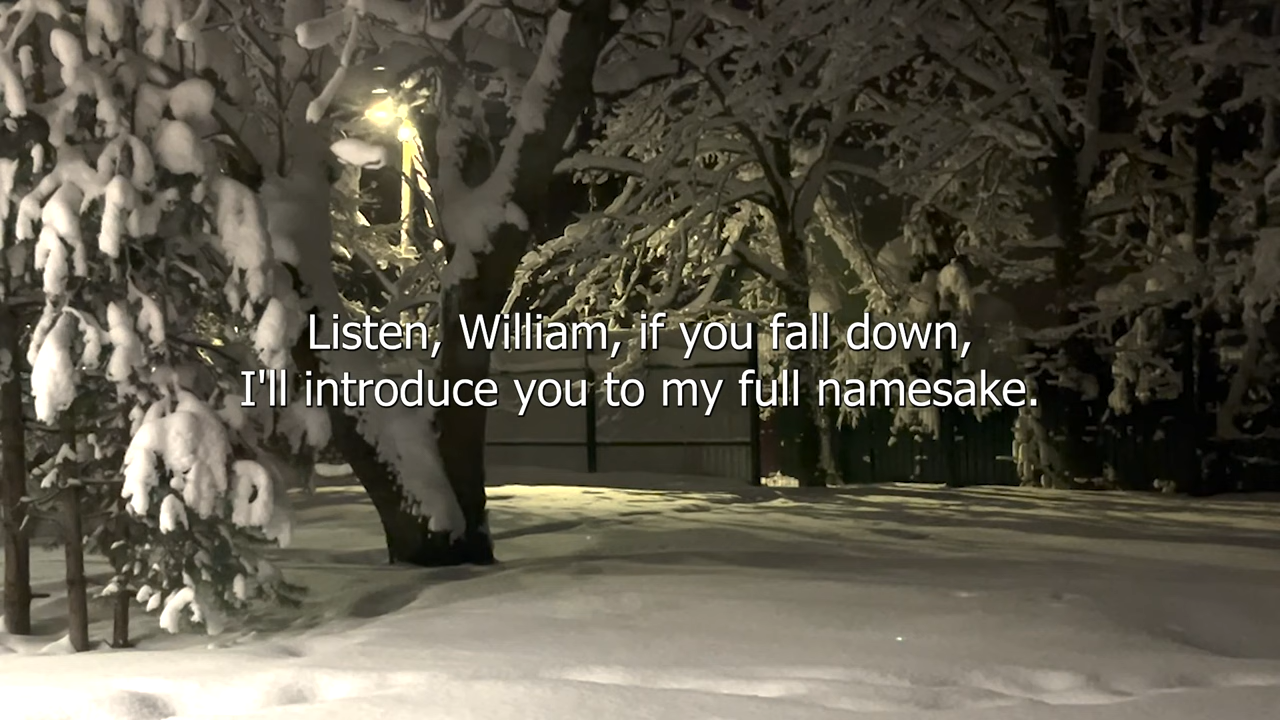 Listen, William, if you fall down,
I'll introduce you to my full namesake.